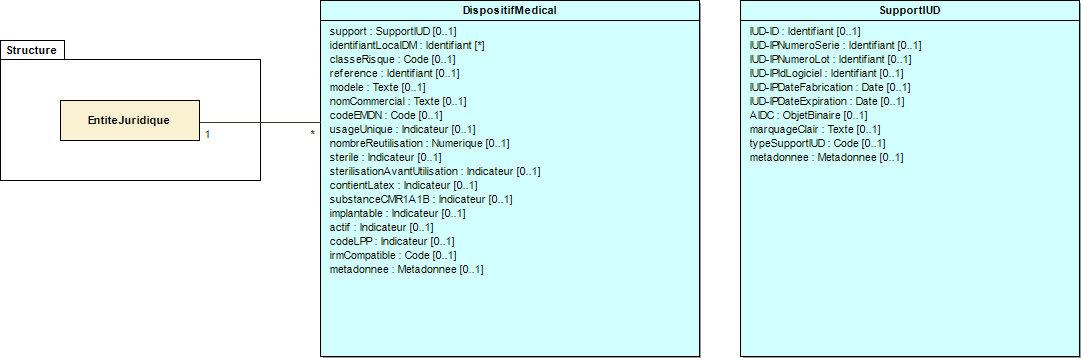 Structure
EntiteJuridique
1
*
DispositifMedical
support : SupportIUD [0..1]
identifiantLocalDM : Identifiant [*]
classeRisque : Code [0..1]
reference : Identifiant [0..1]
modele : Texte [0..1]
nomCommercial : Texte [0..1]
codeEMDN : Code [0..1]
usageUnique : Indicateur [0..1]
nombreReutilisation : Numerique [0..1]
sterile : Indicateur [0..1]
sterilisationAvantUtilisation : Indicateur [0..1]
contientLatex : Indicateur [0..1]
substanceCMR1A1B : Indicateur [0..1]
implantable : Indicateur [0..1]
actif : Indicateur [0..1]
codeLPP : Indicateur [0..1]
irmCompatible : Code [0..1]
metadonnee : Metadonnee [0..1]
SupportIUD
IUD-ID : Identifiant [0..1]
IUD-IPNumeroSerie : Identifiant [0..1]
IUD-IPNumeroLot : Identifiant [0..1]
IUD-IPIdLogiciel : Identifiant [0..1]
IUD-IPDateFabrication : Date [0..1]
IUD-IPDateExpiration : Date [0..1]
AIDC : ObjetBinaire [0..1]
marquageClair : Texte [0..1]
typeSupportIUD : Code [0..1]
metadonnee : Metadonnee [0..1]